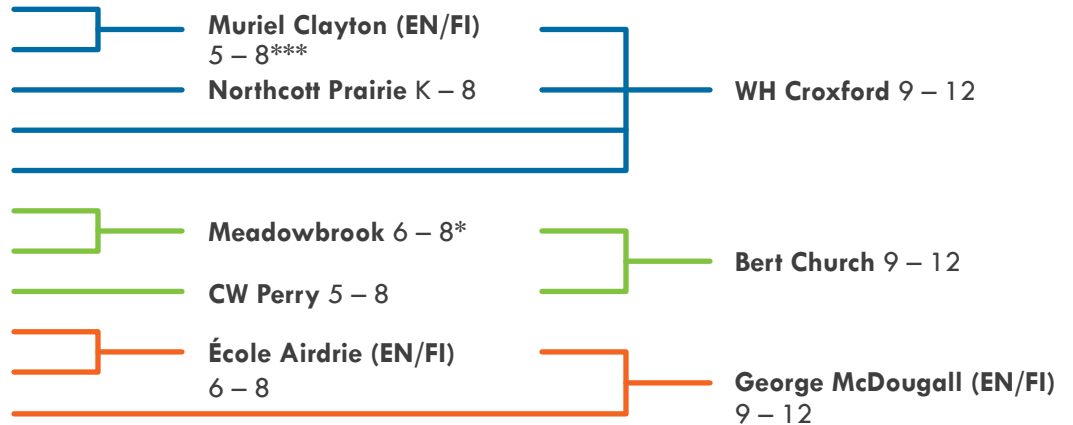 Muriel Clayton (EN/FI)
5 – 8***
Northcott Prairie K – 8
WH Croxford 9 – 12
Meadowbrook 6 – 8*
Bert Church 9 – 12
CW Perry 5 – 8
École Airdrie (EN/FI)
6 – 8
George McDougall (EN/FI)
9 – 12